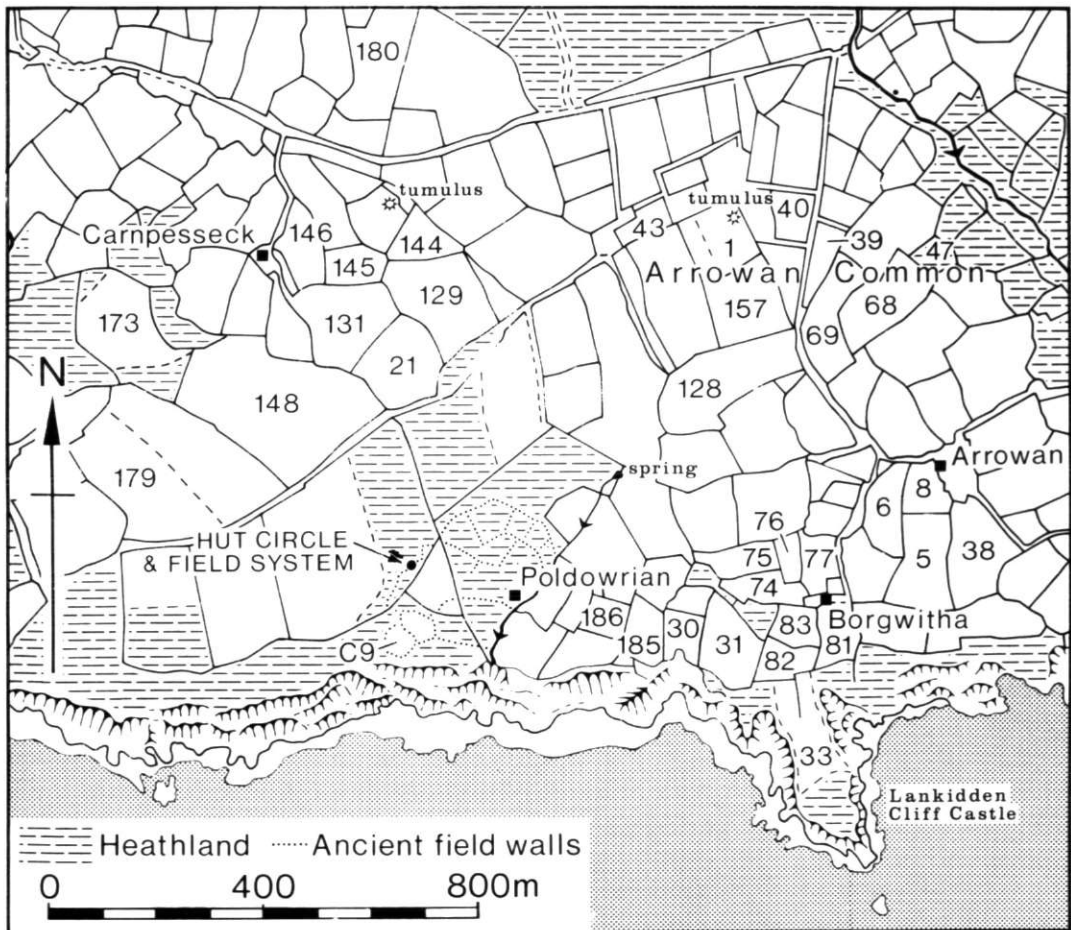 180
tumulus
tumulus
40
Carnpesseck
146
144
43
39
47
145
1
Arrowan Common
129
157
68
173
131
69
21
N
128
148
spring
Arrowan
179
8
6
76
HUT CIRCLE
& FIELD SYSTEM
75
77
5
38
Poldowrian
74
186
83
Borgwitha
185
30
31
81
C9
82
33
Lankidden
Cliff Castle
Heathland
Ancient field walls
0 400 800m